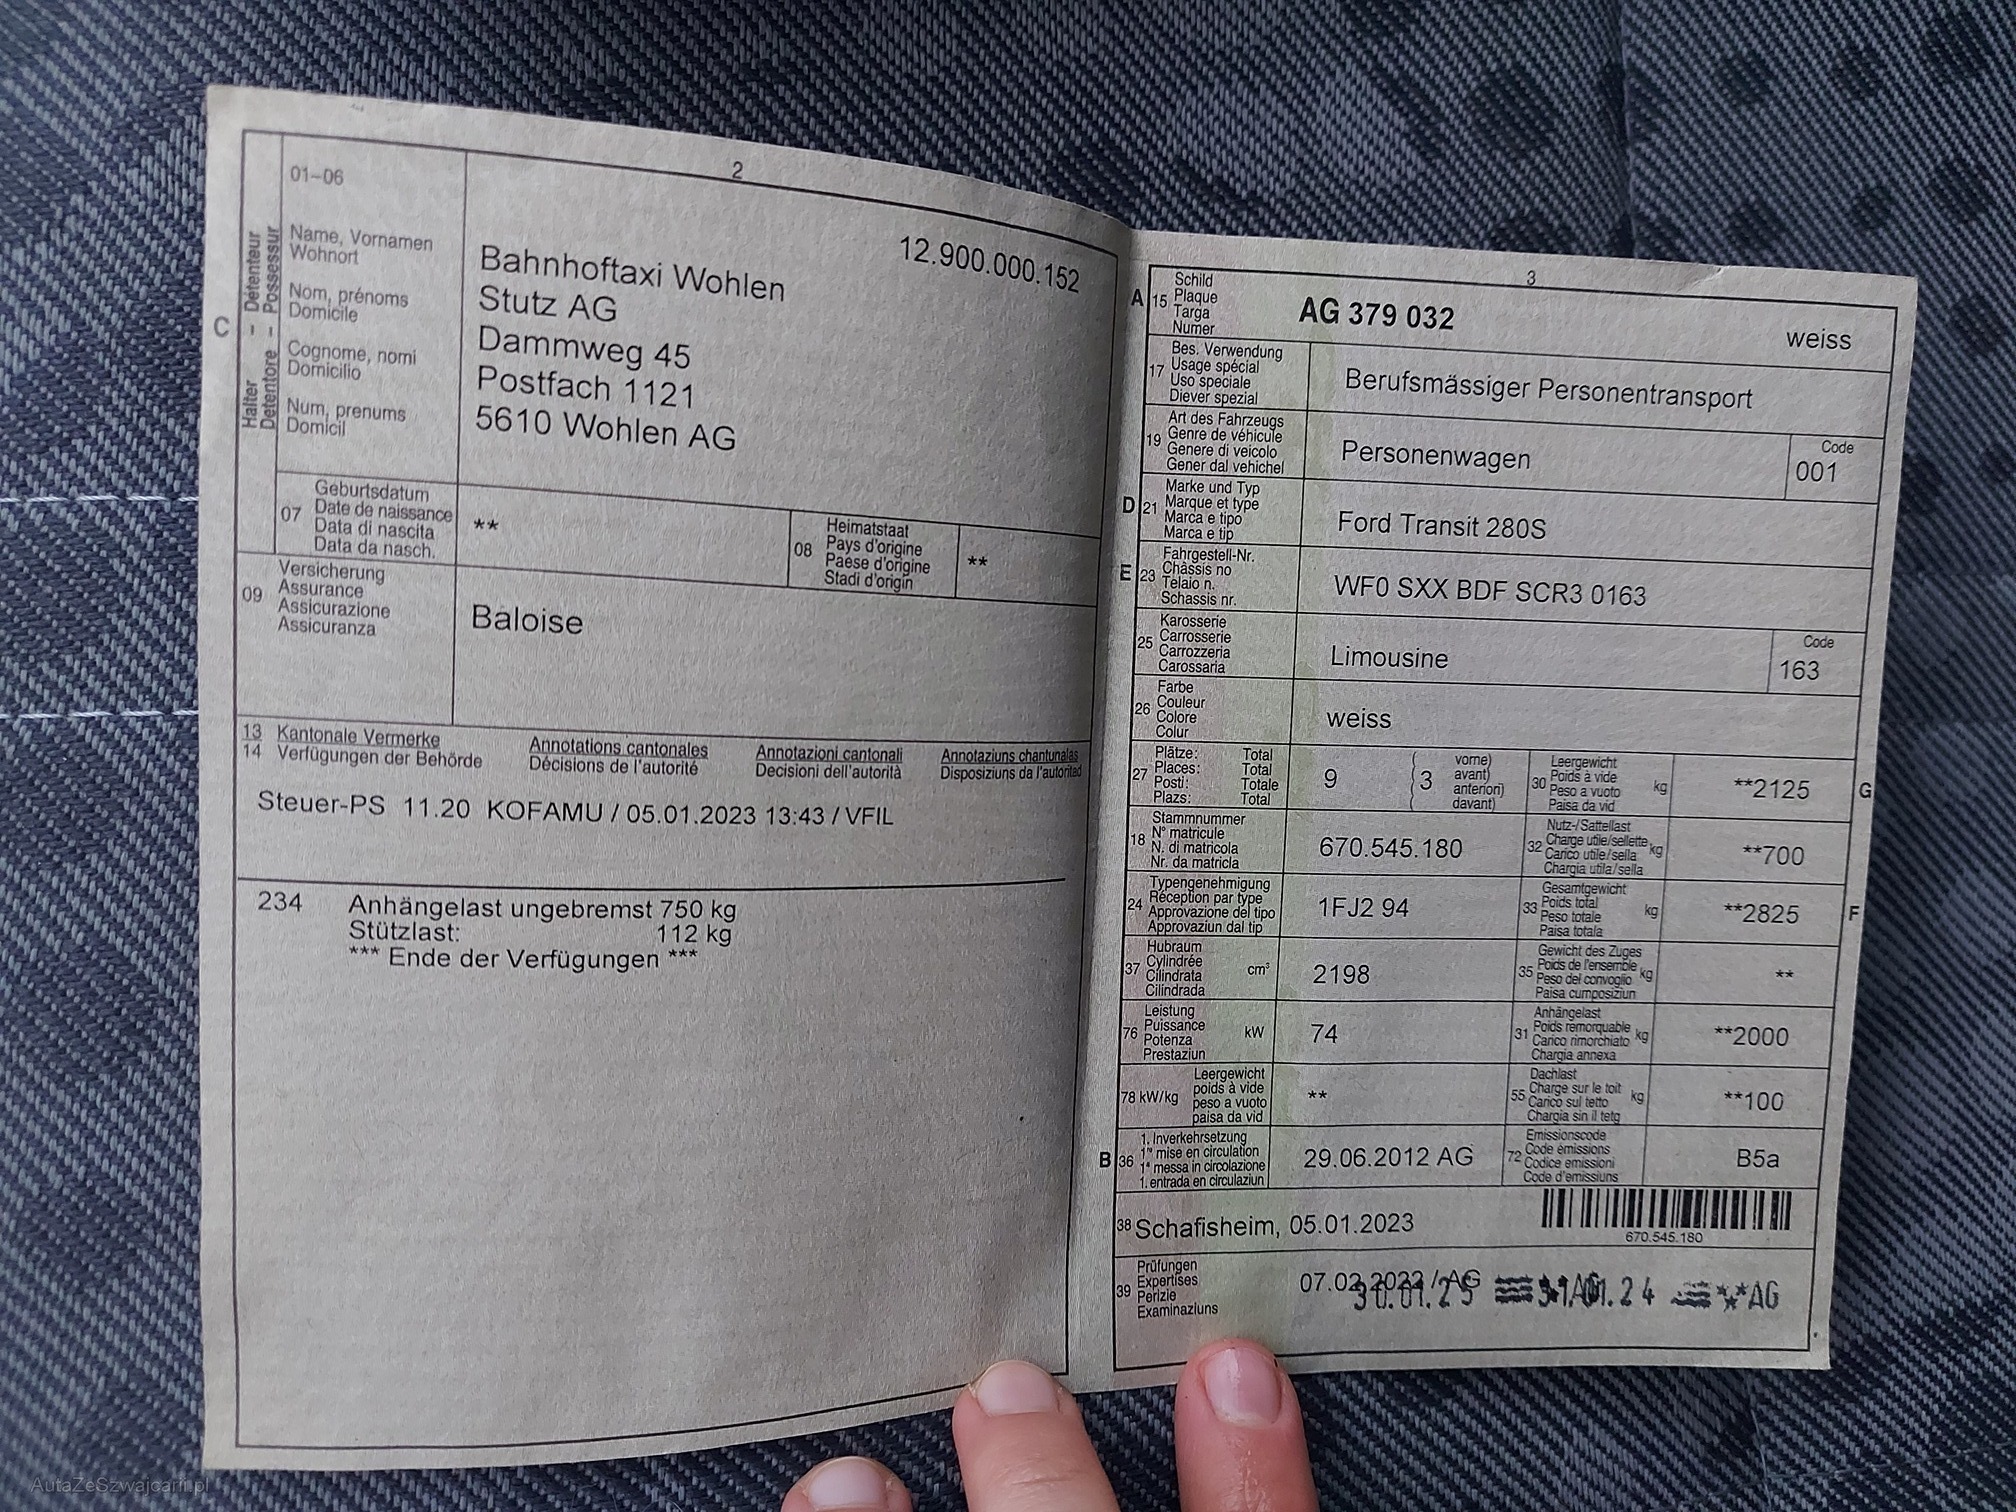 2
01–06
Halter – Détenteur
Detentore – Possessur
C
Name, Vornamen
Wohnort
Nom, prénoms
Domicile
Cognome, nomi
Domicilio
Num, prenums
Domicil
12.900.000.152
Bahnhoftaxi Wohlen
Stutz AG
Dammweg 45
Postfach 1121
5610 Wohlen AG
07
Geburtsdatum
Date de naissance
Data di nascita
Data da nasch.
**
08
Heimatstaat
Pays d'origine
Paese d'origine
Stadi d'origin
**
09
Versicherung
Assurance
Assicurazione
Assicuranza
Baloise
13 Kantonale Vermerke Annotations cantonales Annotazioni cantonali Annotaziuns chantunalas
14 Verfügungen der Behörde Décisions de l'autorité Decisioni dell'autorità Disposiziuns da l'autoritad
Steuer-PS 11.20 KOFAMU / 05.01.2023 13:43 / VFIL
234 Anhängelast ungebremst 750 kg
Stützlast: 112 kg
*** Ende der Verfügungen ***
3
A 15
Schild
Plaque
Targa
Numer
AG 379 032 weiss
17
Bes. Verwendung
Usage spécial
Uso speciale
Diever spezial
Berufsmässiger Personentransport
19
Art des Fahrzeugs
Genre de véhicule
Genere di veicolo
Gener dal vehichel
Personenwagen
Code
001
D 21
Marke und Typ
Marque et type
Marca e tipo
Marca e tip
Ford Transit 280S
E 23
Fahrgestell-Nr.
Châssis no
Telaio n.
Schassis nr.
WF0 SXX BDF SCR3 0163
25
Karosserie
Carrosserie
Carrozzeria
Carossaria
Limousine
Code
163
26
Farbe
Couleur
Colore
Colur
weiss
27
Plätze: Total
Places: Total
Posti: Totale
Plazs: Total
9
3
vorne)
avant)
anteriori)
davant)
30
Leergewicht
Poids à vide
Peso a vuoto
Paisa da vid
kg
**2125
G
18
Stammnummer
N° matricule
N. di matricola
Nr. da matricla
670.545.180
32
Nutz-/Sattellast
Charge utile/sellette
Carico utile/sella
Chargia utila/sella
kg
**700
24
Typengenehmigung
Réception par type
Approvazione del tipo
Approvaziun dal tip
1FJ2 94
33
Gesamtgewicht
Poids total
Peso totale
Paisa totala
kg
**2825
F
37
Hubraum
Cylindrée
Cilindrata
Cilindrada
cm³
2198
35
Gewicht des Zuges
Poids de l'ensemble
Peso del convoglio
Paisa cumposiziun
kg
**
76
Leistung
Puissance
Potenza
Prestaziun
kW
74
31
Anhängelast
Poids remorquable
Carico rimorchiato
Chargia annexa
kg
**2000
78 kW/kg
Leergewicht
poids à vide
peso a vuoto
paisa da vid
**
55
Dachlast
Charge sur le toit
Carico sul tetto
Chargia sin il tetg
kg
**100
B 36
1. Inverkehrsetzung
1re mise en circulation
1a messa in circolazione
1. entrada en circulaziun
29.06.2012 AG
72
Emissionscode
Code émissions
Codice emissioni
Code d'emissiuns
B5a
38 Schafisheim, 05.01.2023
670.545.180
39
Prüfungen
Expertises
Perizie
Examinaziuns
07.02.2022 / AG
AG
AutaZeSzwajcarii.pl